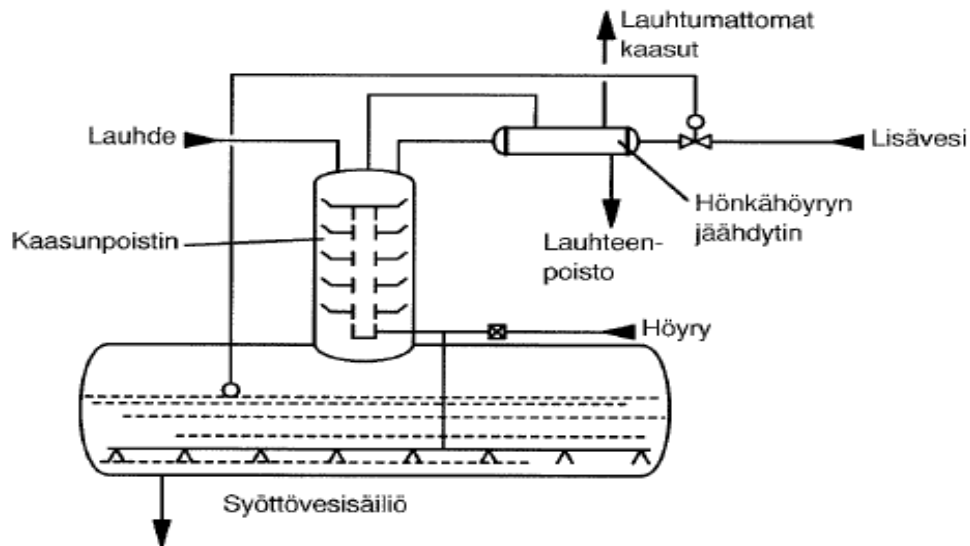 Lauhtumattomat
kaasut
Lauhde
Lisävesi
Hönkähöyryn
jäähdytin
Kaasunpoistin
Lauhteen-
poisto
Höyry
Syöttövesisäiliö